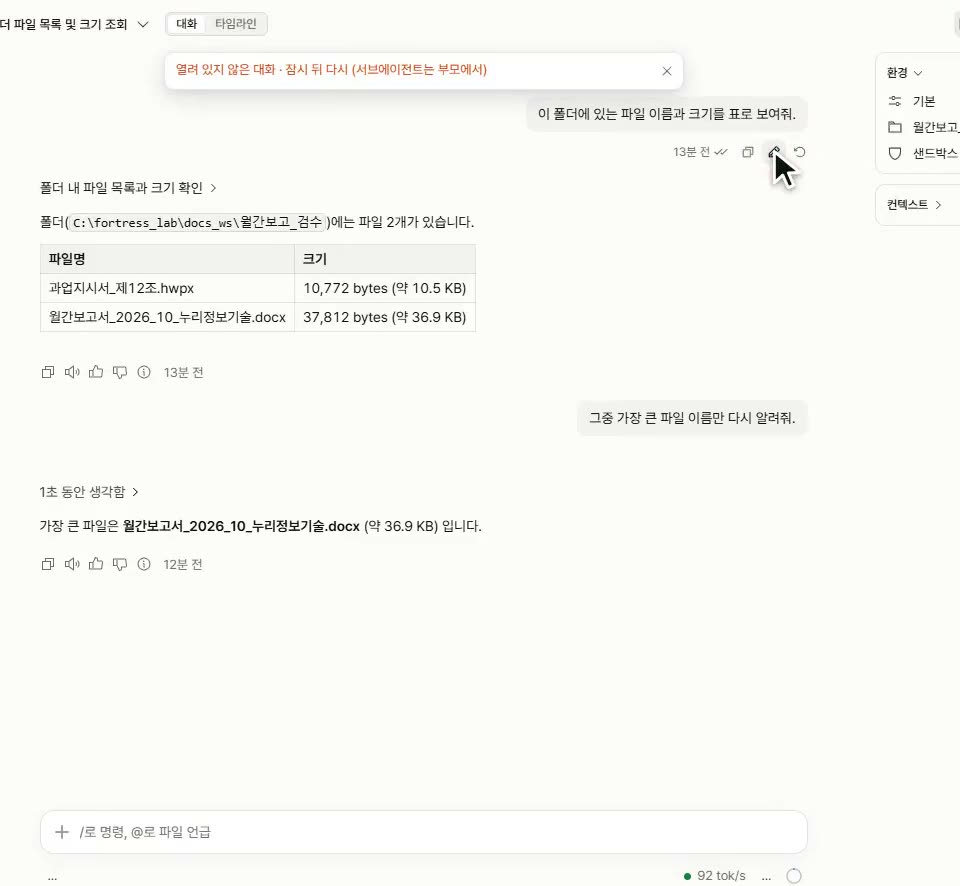 더 파일 목록 및 크기 조회
대화 타임라인
열려 있지 않은 대화 · 잠시 뒤 다시 (서브에이전트는 부모에서)
환경
기본
월간보고_
샌드박스
컨텍스트
이 폴더에 있는 파일 이름과 크기를 표로 보여줘.
13분 전
폴더 내 파일 목록과 크기 확인
폴더(C:\fortress_lab\docs_ws\월간보고_검수)에는 파일 2개가 있습니다.
파일명 크기
과업지시서_제12조.hwpx 10,772 bytes (약 10.5 KB)
월간보고서_2026_10_누리정보기술.docx 37,812 bytes (약 36.9 KB)
13분 전
그중 가장 큰 파일 이름만 다시 알려줘.
1초 동안 생각함
가장 큰 파일은 월간보고서_2026_10_누리정보기술.docx (약 36.9 KB) 입니다.
12분 전
/로 명령, @로 파일 언급
... 92 tok/s ...